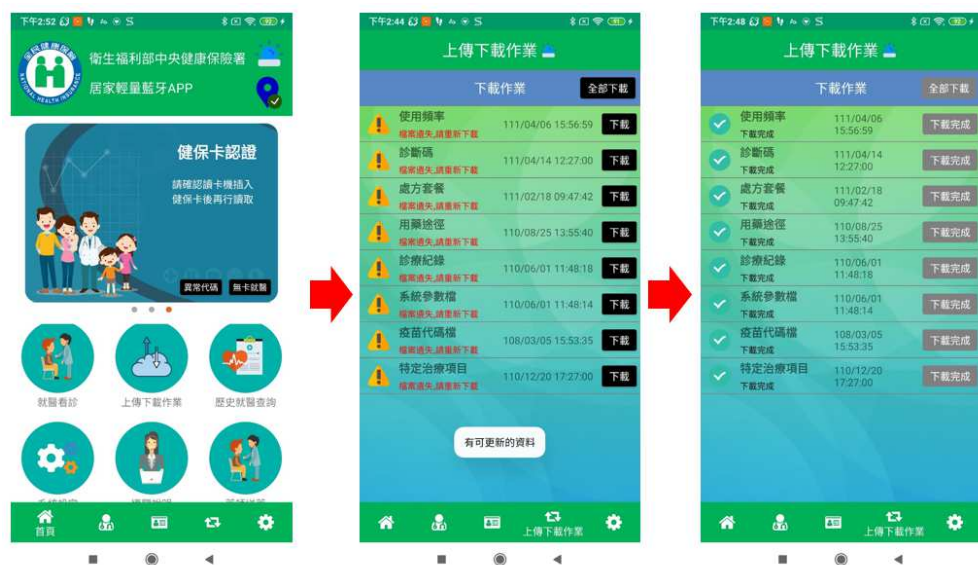 下午2:52
92
全民健康保險
NATIONAL HEALTH INSURANCE
衛生福利部中央健康保險署
居家輕量藍牙APP
健保卡認證
請確認讀卡機插入
健保卡後再行讀取
異常代碼
無卡就醫
就醫看診
上傳下載作業
歷史就醫查詢
首頁
下午2:44
91
上傳下載作業
下載作業
全部下載
使用頻率
111/04/06 15:56:59
下載
檔案遺失,請重新下載
診斷碼
111/04/14 12:27:00
下載
檔案遺失,請重新下載
處方套餐
111/02/18 09:47:42
下載
檔案遺失,請重新下載
用藥途徑
110/08/25 13:55:40
下載
檔案遺失,請重新下載
診療紀錄
110/06/01 11:48:18
下載
檔案遺失,請重新下載
系統參數檔
110/06/01 11:48:14
下載
檔案遺失,請重新下載
疫苗代碼檔
108/03/05 15:53:35
下載
檔案遺失,請重新下載
特定治療項目
110/12/20 17:27:00
下載
檔案遺失,請重新下載
有可更新的資料
上傳下載作業
下午2:48
92
上傳下載作業
下載作業
全部下載
使用頻率
下載完成
111/04/06
15:56:59
下載完成
診斷碼
下載完成
111/04/14
12:27:00
下載完成
處方套餐
下載完成
111/02/18
09:47:42
下載完成
用藥途徑
下載完成
110/08/25
13:55:40
下載完成
診療紀錄
下載完成
110/06/01
11:48:18
下載完成
系統參數檔
下載完成
110/06/01
11:48:14
下載完成
疫苗代碼檔
下載完成
108/03/05
15:53:35
下載完成
特定治療項目
下載完成
110/12/20
17:27:00
下載完成
上傳下載作業